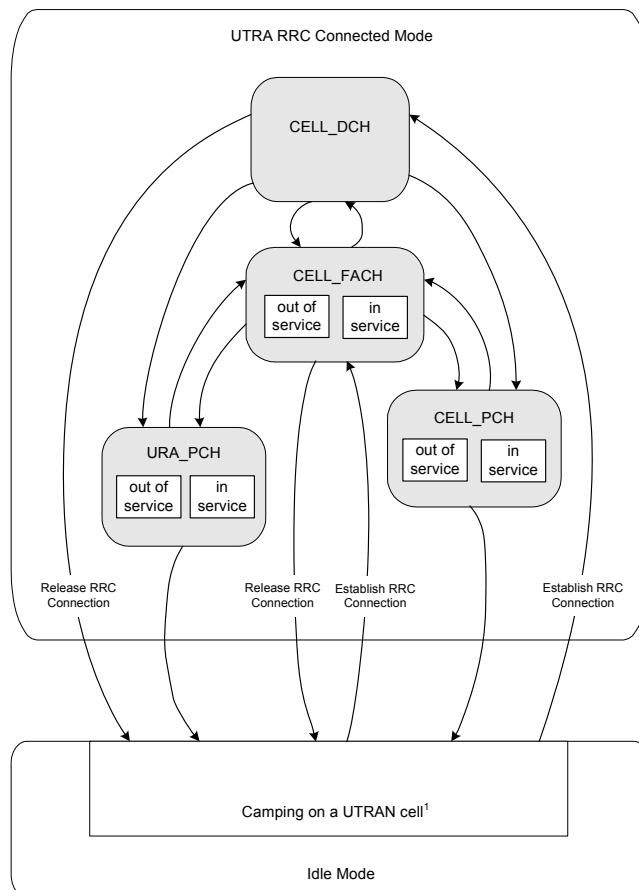 UTRA RRC Connected Mode
CELL_DCH
CELL_FACH
out of
service
in
service
CELL_PCH
out of
service
in
service
URA_PCH
out of
service
in
service
Release RRC
Connection
Release RRC
Connection
Establish RRC
Connection
Establish RRC
Connection
Camping on a UTRAN cell¹
Idle Mode